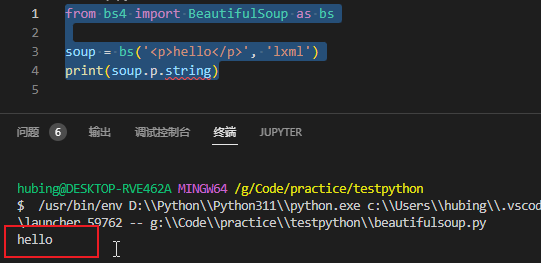 1 from bs4 import BeautifulSoup as bs
2
3 soup = bs('<p>hello</p>', 'lxml')
4 print(soup.p.string)
5
问题 6 输出 调试控制台 终端 JUPYTER
hubing@DESKTOP-RVE462A MINGW64 /g/Code/practice/testpython
$ /usr/bin/env D:\\Python\\Python311\\python.exe c:\\Users\\hubing\\.vscod
\launcher 59762 -- g:\\Code\\practice\\testpython\\beautifulsoup.py
hello